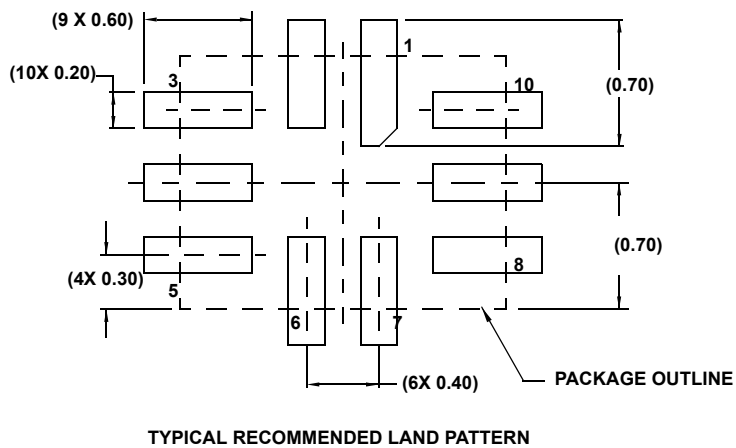 (9 X 0.60)
1
(10X 0.20)
3
10
(0.70)
(0.70)
(4X 0.30)
5
8
6
7
(6X 0.40)
PACKAGE OUTLINE
TYPICAL RECOMMENDED LAND PATTERN